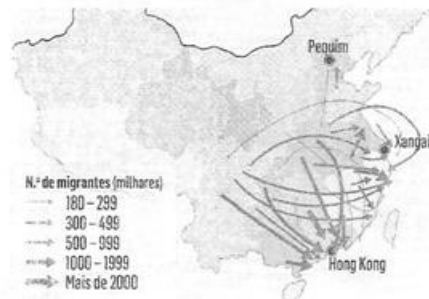 Pequim
Xangai
N.º de migrantes (milhares)
180 – 299
300 – 499
500 – 999
1000 – 1999
Mais de 2000
Hong Kong